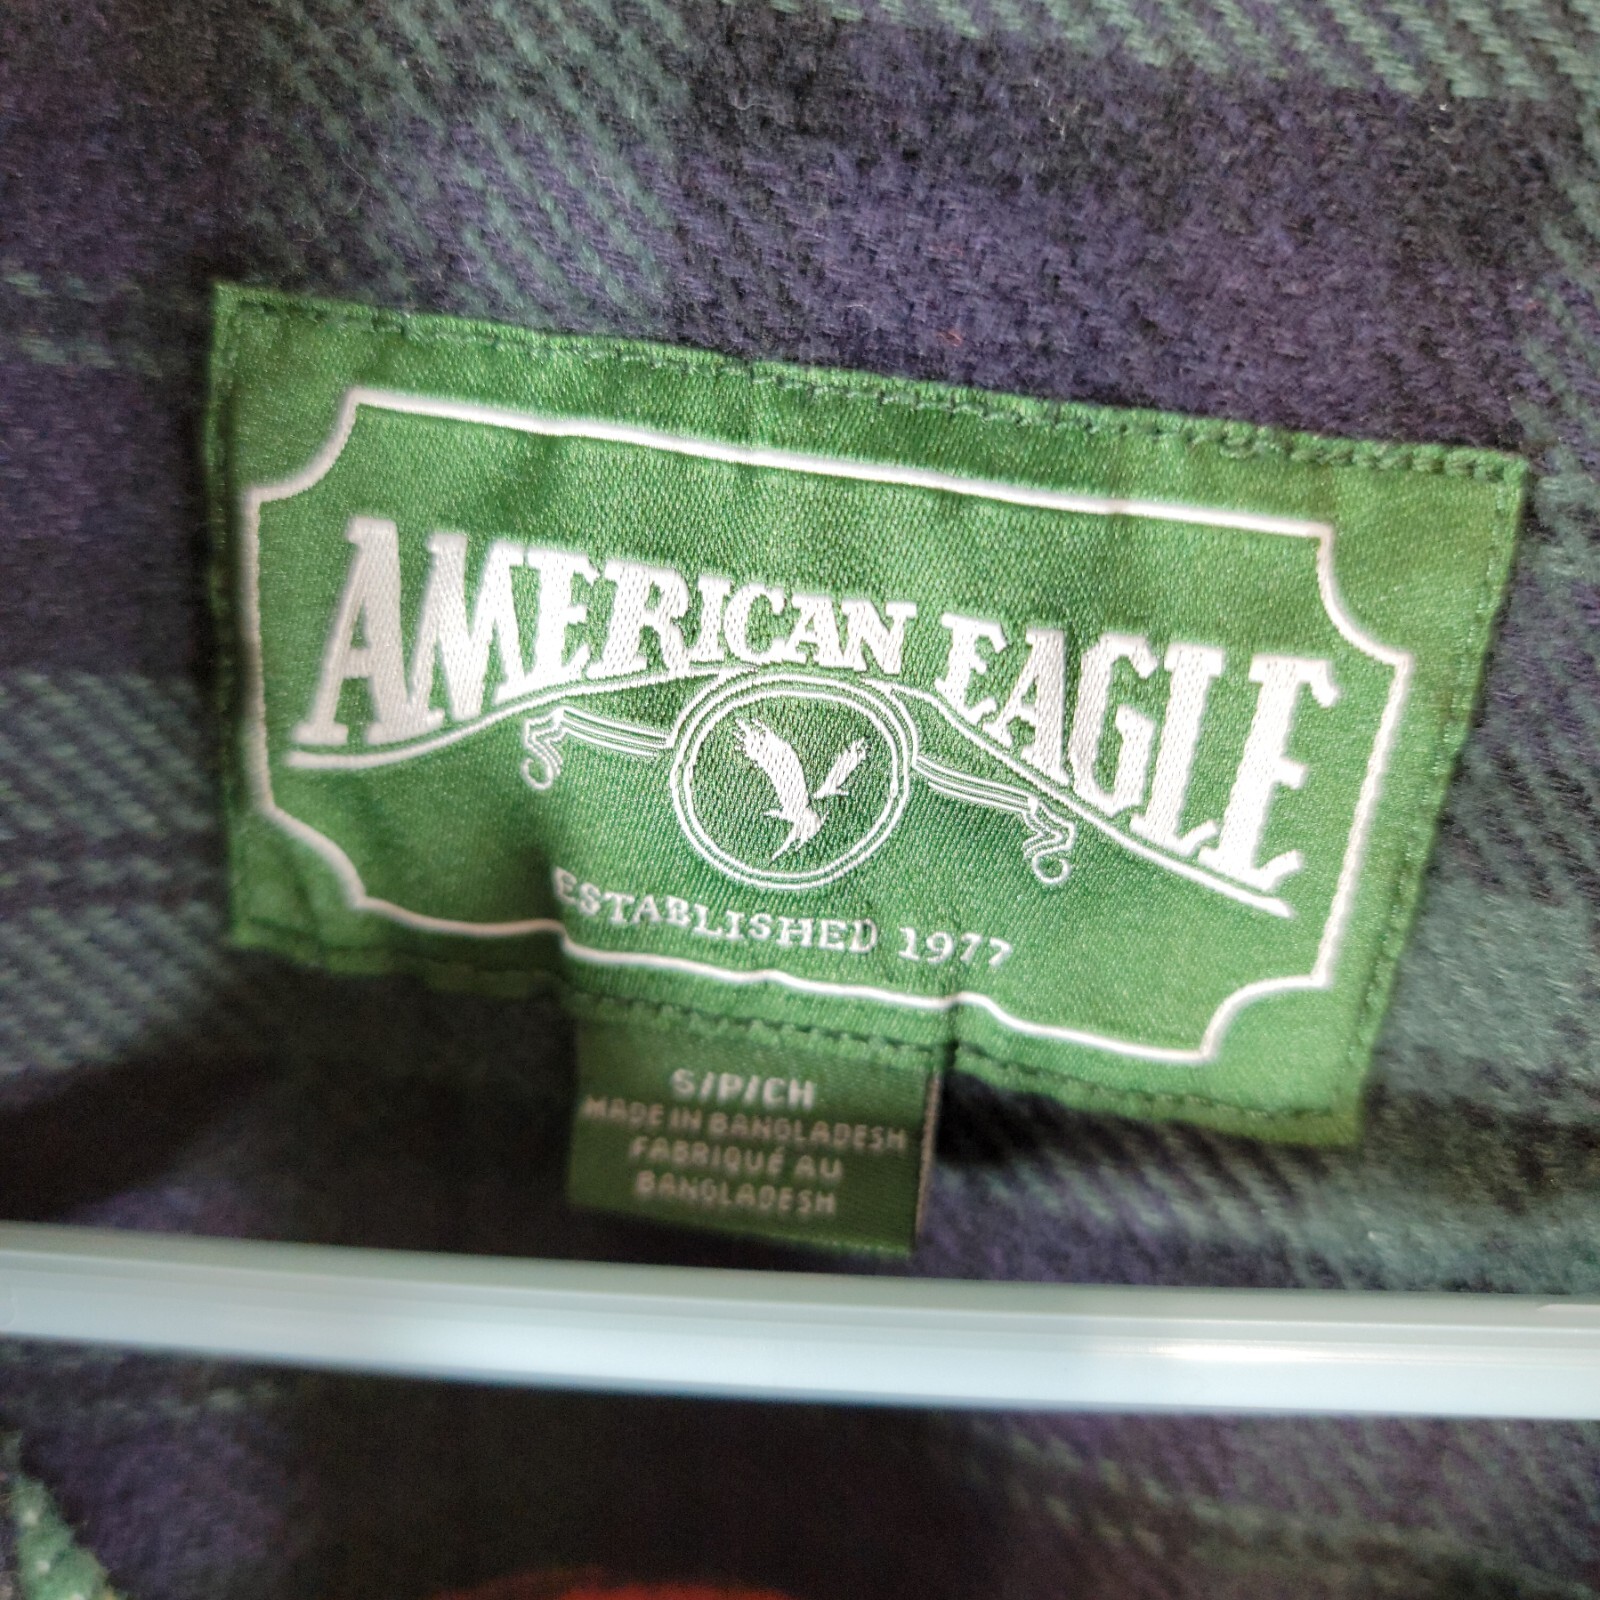 AMERICAN EAGLE
ESTABLISHED 1977
S/P/CH
MADE IN BANGLADESH
FABRIQUÉ AU
BANGLADESH